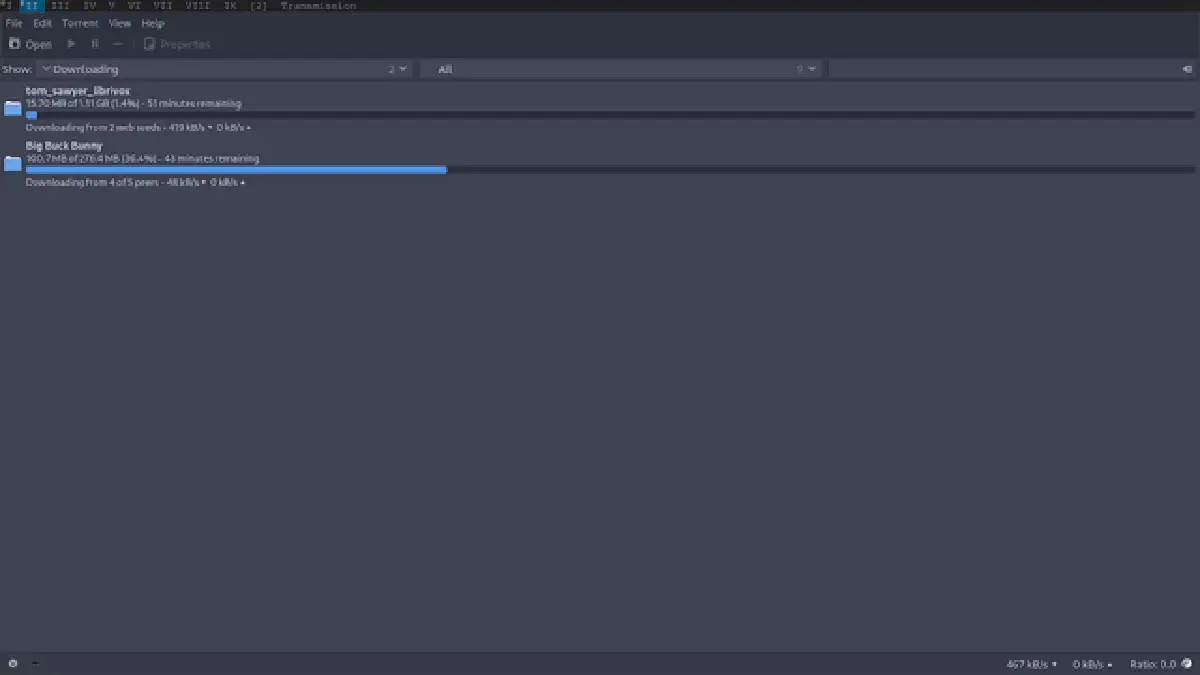 I II III IV V VI VII VIII IX [2] Transmission
File Edit Torrent View Help
Open Properties
Show: Downloading 2 All 9
tom_sawyer_librivox
15.70 MB of 1.11 GB (1.4%) - 51 minutes remaining
Downloading from 2 web seeds - 419 kB/s ▼ 0 kB/s ▲
Big Buck Bunny
100.7 MB of 276.4 MB (36.4%) - 43 minutes remaining
Downloading from 4 of 5 peers - 48 kB/s ▼ 0 kB/s ▲
467 kB/s ▼ 0 kB/s ▲ Ratio: 0.0